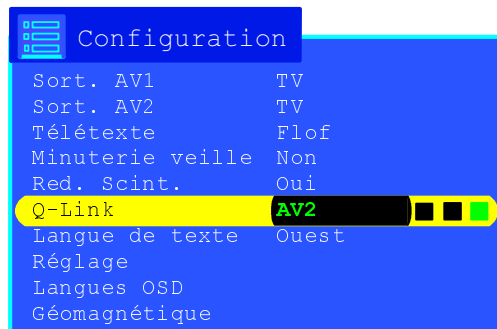 Configuration
Sort. AV1 TV
Sort. AV2 TV
Télétexte Flof
Minuterie veille Non
Red. Scint. Oui
Q-Link AV2
Langue de texte Ouest
Réglage
Langues OSD
Géomagnétique